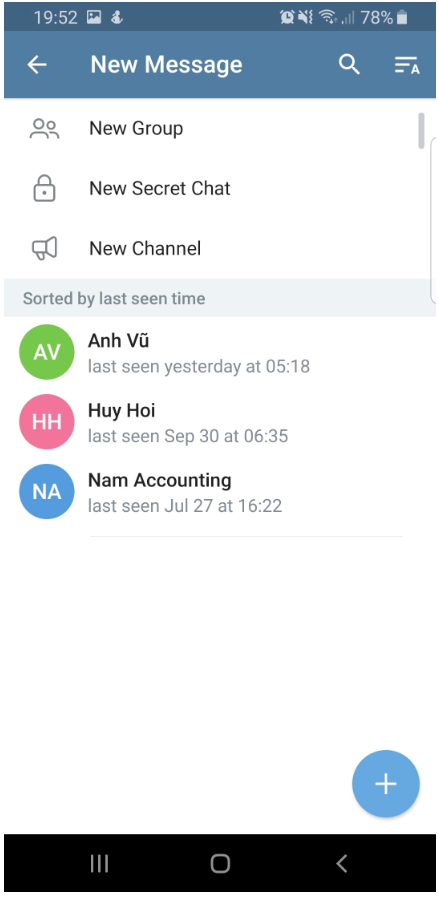 19:52 78%
New Message A
New Group
New Secret Chat
New Channel
Sorted by last seen time
AV Anh Vũ
last seen yesterday at 05:18
HH Huy Hoi
last seen Sep 30 at 06:35
NA Nam Accounting
last seen Jul 27 at 16:22